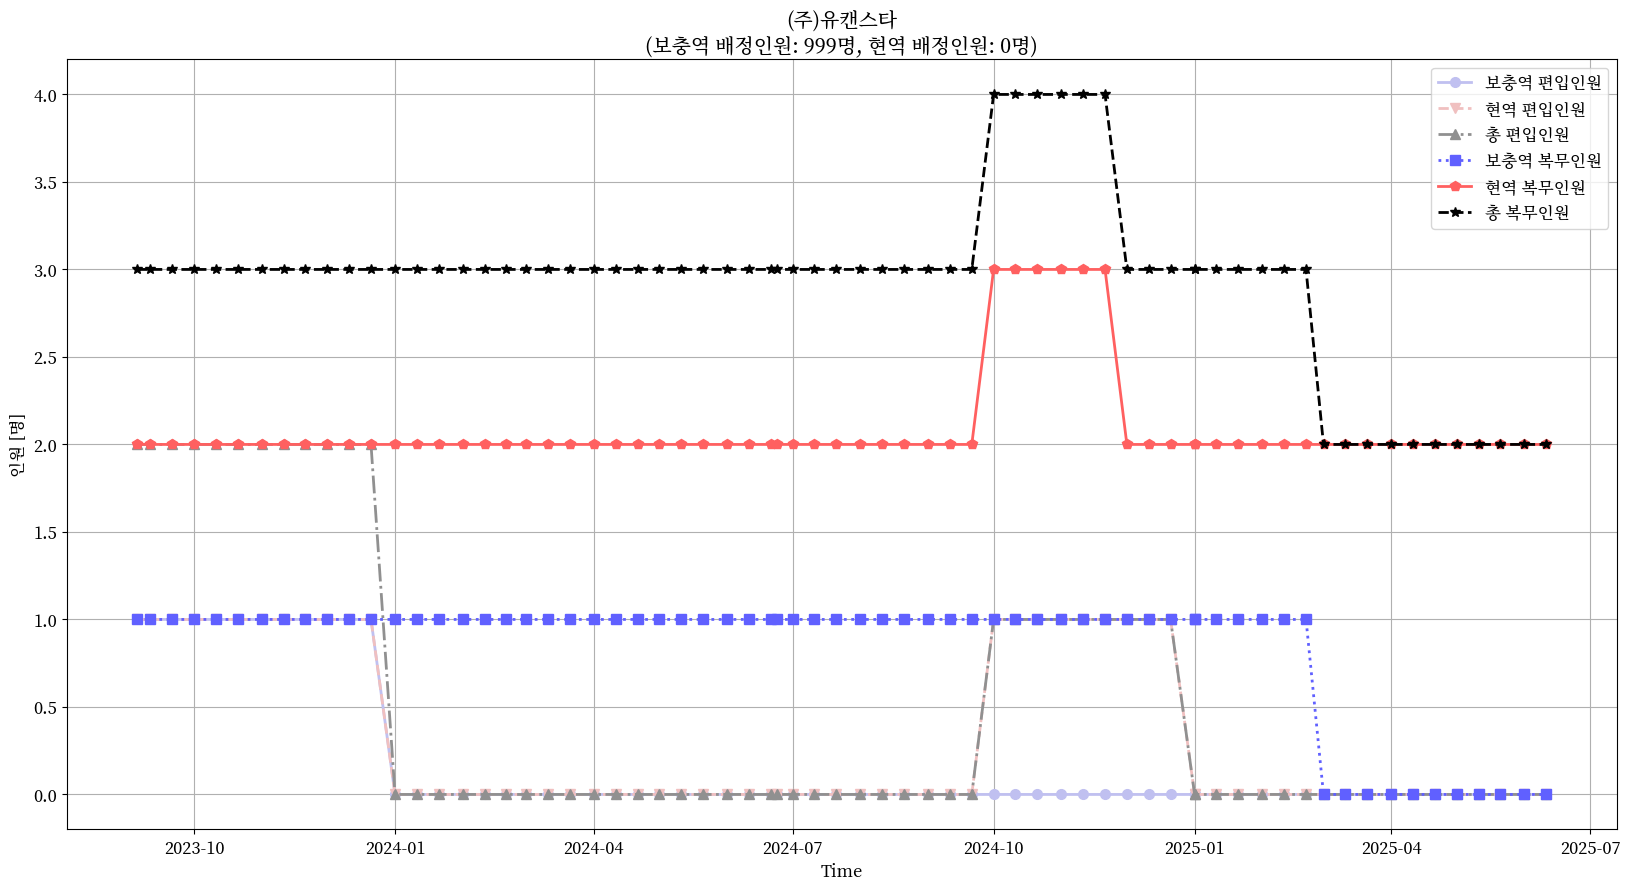 (주)유캔스타
(보충역 배정인원: 999명, 현역 배정인원: 0명)
인원 [명]
4.0
3.5
3.0
2.5
2.0
1.5
1.0
0.5
0.0
보충역 편입인원
현역 편입인원
총 편입인원
보충역 복무인원
현역 복무인원
총 복무인원
2023-10
2024-01
2024-04
2024-07
2024-10
2025-01
2025-04
2025-07
Time